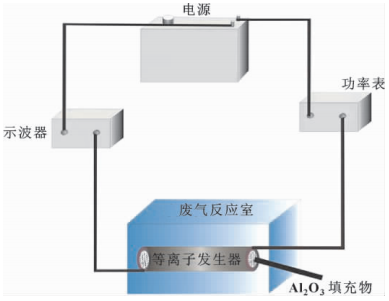 电源
功率表
示波器
废气反应室
等离子发生器
Al₂O₃ 填充物